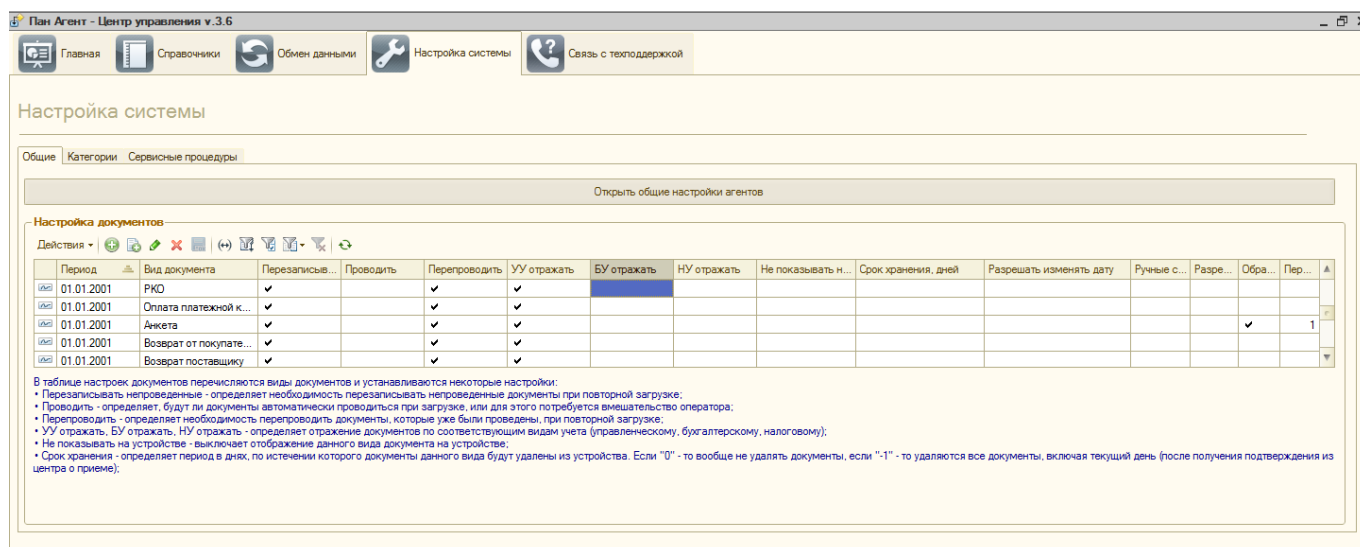 Пан Агент - Центр управления v.3.6
Главная Справочники Обмен данными Настройка системы Связь с техподдержкой
Настройка системы
Общие Категории Сервисные процедуры
Открыть общие настройки агентов
Настройка документов
Действия
Период Вид документа Перезаписыв... Проводить Перепроводить УУ отражать БУ отражать НУ отражать Не показывать н... Срок хранения, дней Разрешать изменять дату Ручные с... Разре... Обра... Пер...
01.01.2001 РКО
01.01.2001 Оплата платежной к...
01.01.2001 Анкета 1
01.01.2001 Возврат от покупате...
01.01.2001 Возврат поставщику
В таблице настроек документов перечисляются виды документов и устанавливаются некоторые настройки:
• Перезаписывать непроведенные - определяет необходимость перезаписывать непроведенные документы при повторной загрузке;
• Проводить - определяет, будут ли документы автоматически проводиться при загрузке, или для этого потребуется вмешательство оператора;
• Перепроводить - определяет необходимость перепроводить документы, которые уже были проведены, при повторной загрузке;
• УУ отражать, БУ отражать, НУ отражать - определяет отражение документов по соответствующим видам учета (управленческому, бухгалтерскому, налоговому);
• Не показывать на устройстве - выключает отображение данного вида документа на устройстве;
• Срок хранения - определяет период в днях, по истечении которого документы данного вида будут удалены из устройства. Если "0" - то вообще не удалять документы, если "-1" - то удаляются все документы, включая текущий день (после получения подтверждения из
центра о приеме);